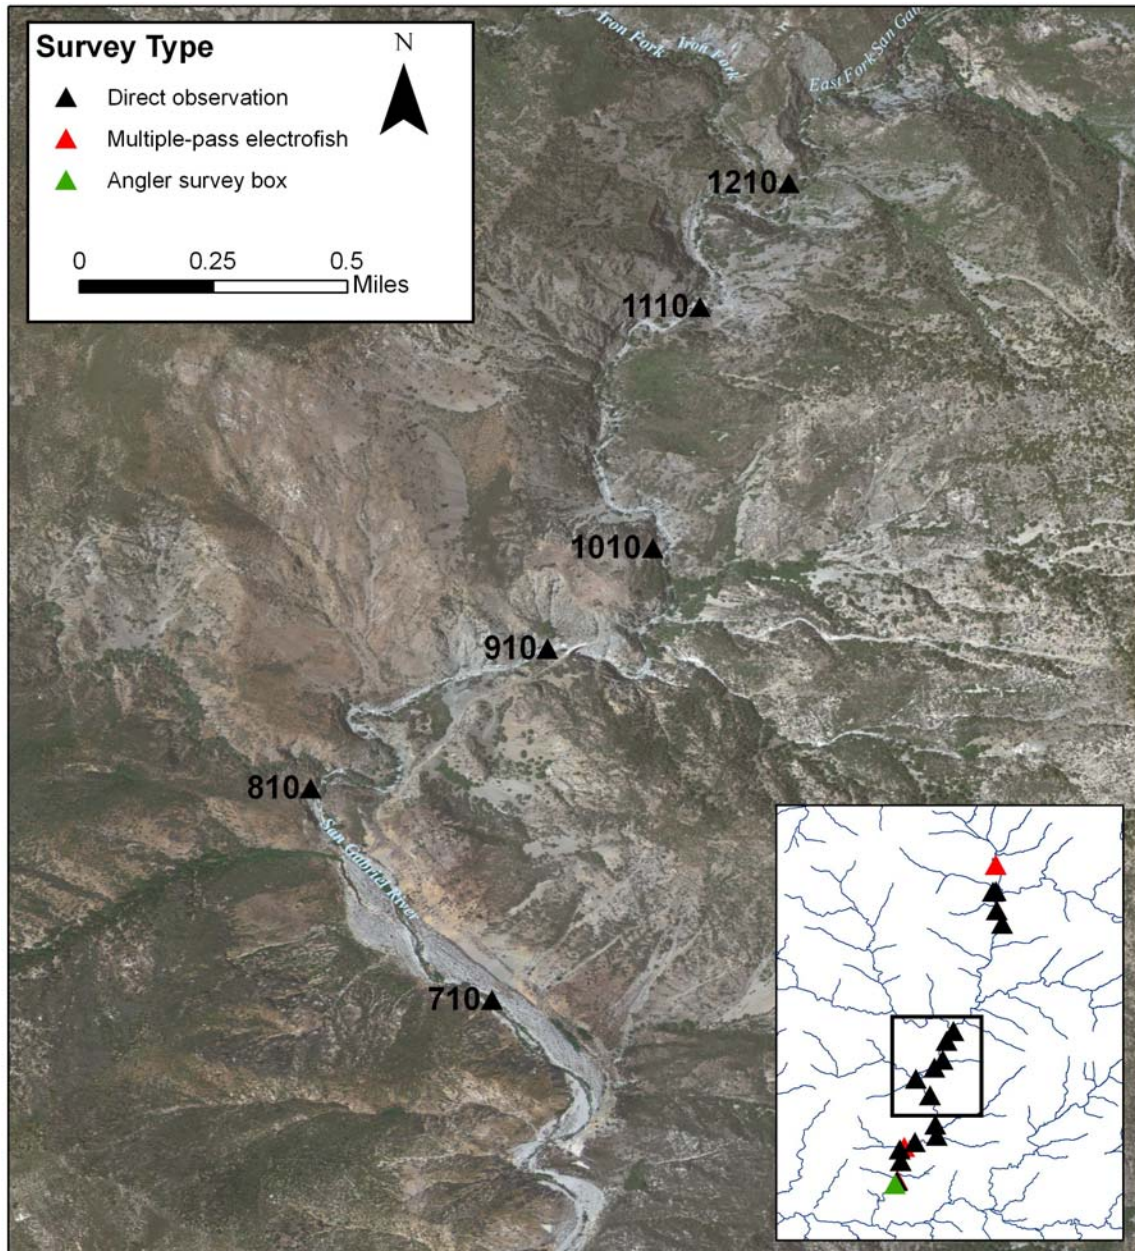 Survey Type
N
Direct observation
Multiple-pass electrofish
Angler survey box
0 0.25 0.5
Miles
Iron Fork
Iron Fork
East Fork San Gab
1210
1110
1010
910
810
San Gabriel River
710